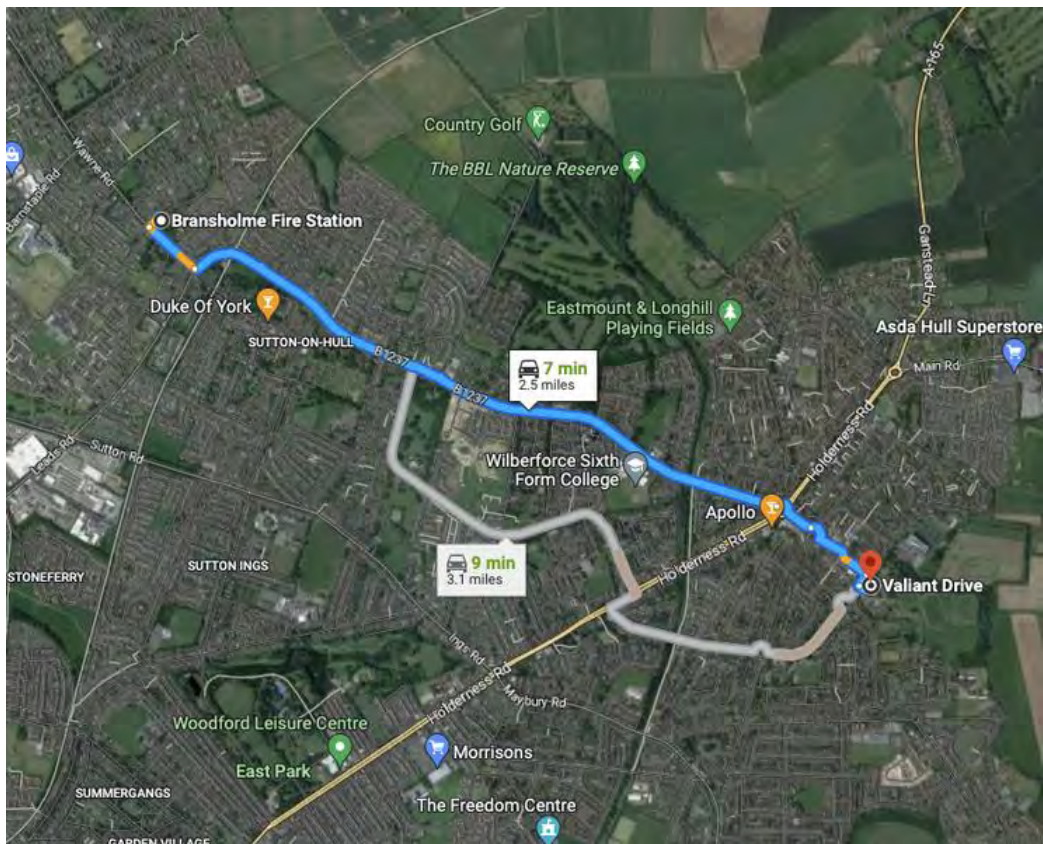 A165
Country Golf
The BBL Nature Reserve
Wawne Rd
Barnstaple Rd
Bransholme Fire Station
Ganstead Ln
Duke Of York
Eastmount & Longhill
Playing Fields
SUTTON-ON-HULL
Asda Hull Superstore
B1237
7 min
2.5 miles
Main Rd
B1237
Holderness Rd
Leads Rd
Sutton Rd
Wilberforce Sixth
Form College
Apollo
Holderness Rd
9 min
3.1 miles
STONEFERRY
SUTTON INGS
Valiant Drive
Ings Rd
Holderness Rd
Maybury Rd
Woodford Leisure Centre
East Park
Morrisons
SUMMERGANGS
The Freedom Centre
GARDEN VILLAGE